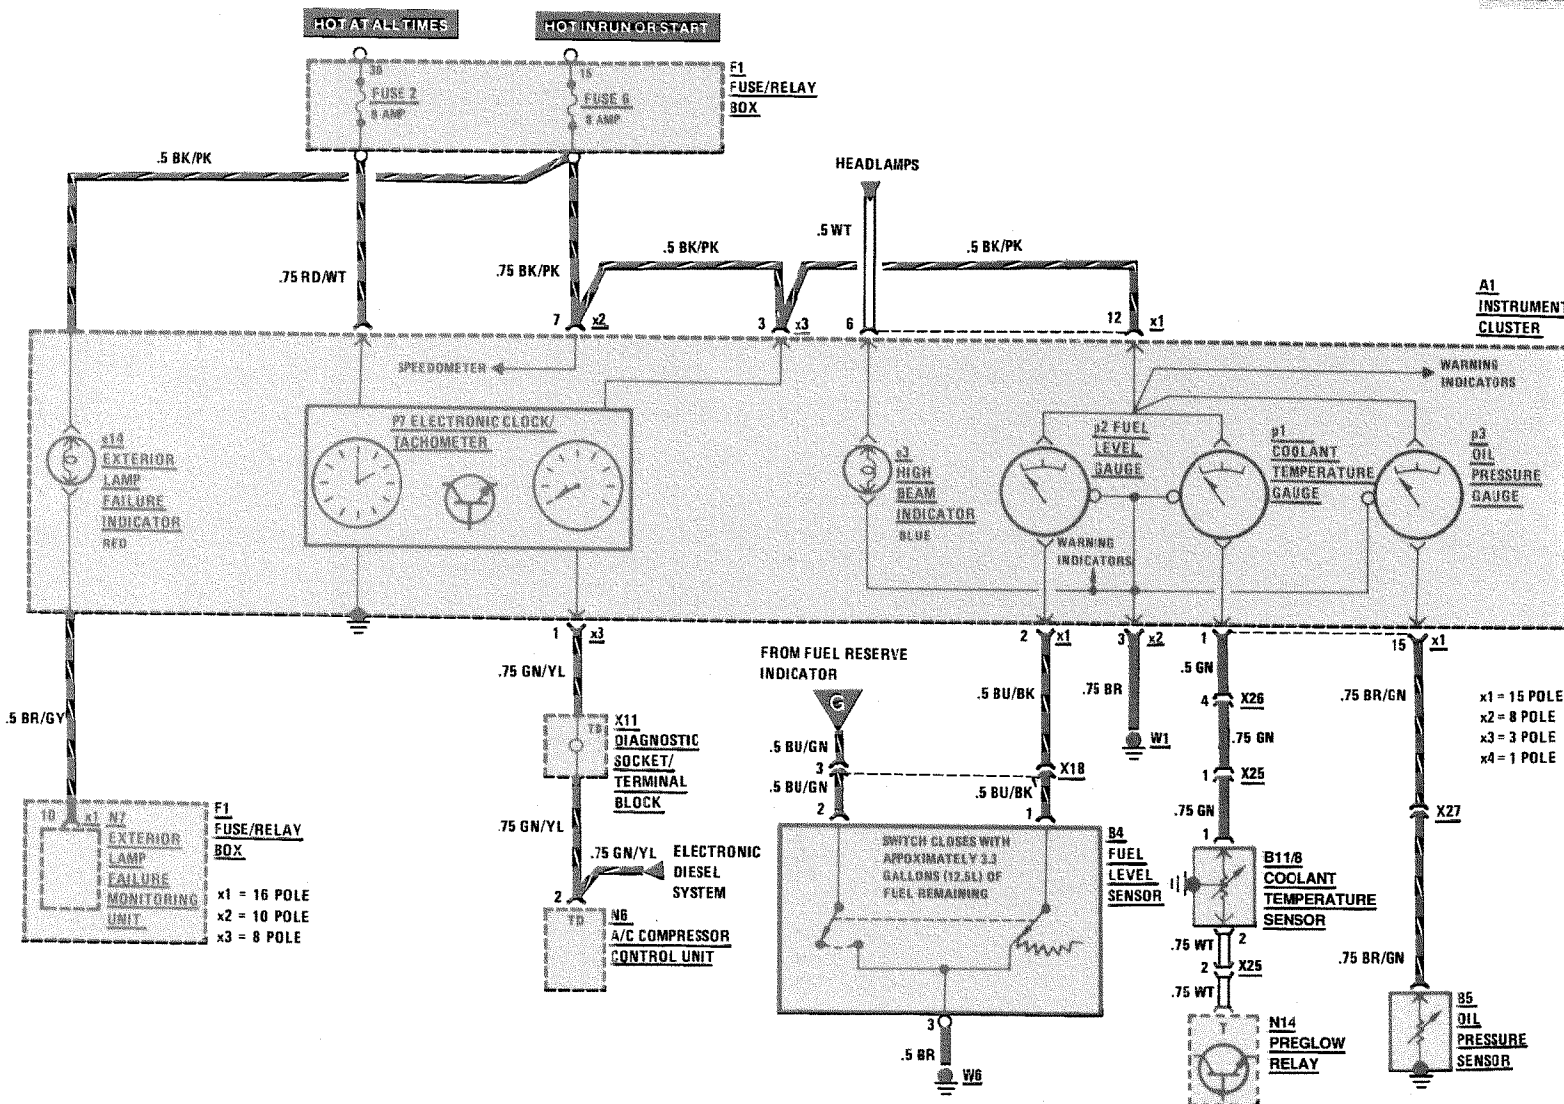 HOT AT ALL TIMES
HOT IN RUN OR START
30
FUSE 2
8 AMP
15
FUSE 6
8 AMP
F1
FUSE/RELAY
BOX
.5 BK/PK
HEADLAMPS
.75 RD/WT
.75 BK/PK
.5 BK/PK
.5 WT
.5 BK/PK
7
x2
3
x3
6
12
x1
A1
INSTRUMENT
CLUSTER
SPEEDOMETER
WARNING
INDICATORS
e14
EXTERIOR
LAMP
FAILURE
INDICATOR
RED
P7 ELECTRONIC CLOCK/
TACHOMETER
e3
HIGH
BEAM
INDICATOR
BLUE
p2 FUEL
LEVEL
GAUGE
p1
COOLANT
TEMPERATURE
GAUGE
p3
OIL
PRESSURE
GAUGE
WARNING
INDICATORS
1
x3
2
x1
3
x2
1
15
x1
.5 BR/GY
.75 GN/YL
FROM FUEL RESERVE
INDICATOR
G
.5 BU/BK
.75 BR
W1
.5 GN
4
X26
.75 GN
1
X25
.75 GN
1
.75 BR/GN
x1 = 15 POLE
x2 = 8 POLE
x3 = 3 POLE
x4 = 1 POLE
TD
X11
DIAGNOSTIC
SOCKET/
TERMINAL
BLOCK
.5 BU/GN
3
X18
.5 BU/GN
.5 BU/BK
2
1
X27
10
x1
N7
EXTERIOR
LAMP
FAILURE
MONITORING
UNIT
F1
FUSE/RELAY
BOX
x1 = 16 POLE
x2 = 10 POLE
x3 = 8 POLE
.75 GN/YL
.75 GN/YL
ELECTRONIC
DIESEL
SYSTEM
2
TD
N6
A/C COMPRESSOR
CONTROL UNIT
SWITCH CLOSES WITH
APPOXIMATELY 3.3
GALLONS (12.5L) OF
FUEL REMAINING
B4
FUEL
LEVEL
SENSOR
3
.5 BR
W6
B11/8
COOLANT
TEMPERATURE
SENSOR
.75 WT
2
2
X25
.75 WT
T
N14
PREGLOW
RELAY
.75 BR/GN
B5
OIL
PRESSURE
SENSOR